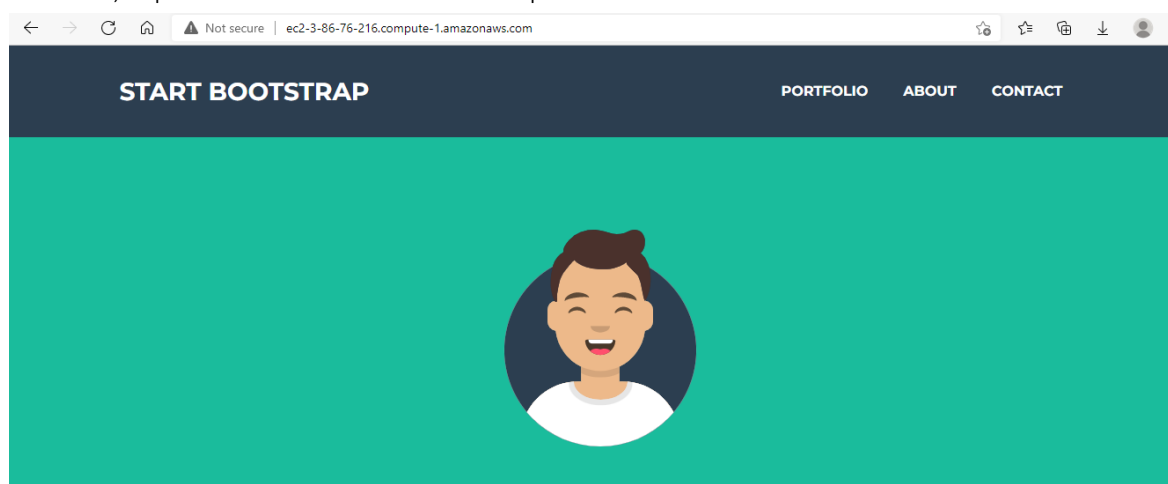 Not secure | ec2-3-86-76-216.compute-1.amazonaws.com
START BOOTSTRAP PORTFOLIO ABOUT CONTACT